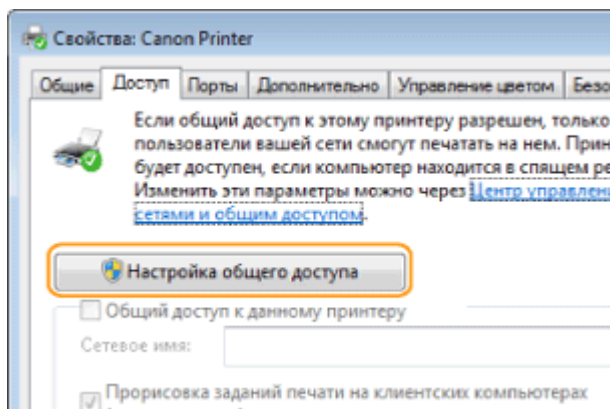 Свойства: Canon Printer
Общие Доступ Порты Дополнительно Управление цветом Безо
Если общий доступ к этому принтеру разрешен, только
пользователи вашей сети смогут печатать на нем. Прин
будет доступен, если компьютер находится в спящем ре
Изменить эти параметры можно через Центр управлен
сетями и общим доступом.
Настройка общего доступа
Общий доступ к данному принтеру
Сетевое имя:
Прорисовка заданий печати на клиентских компьютерах